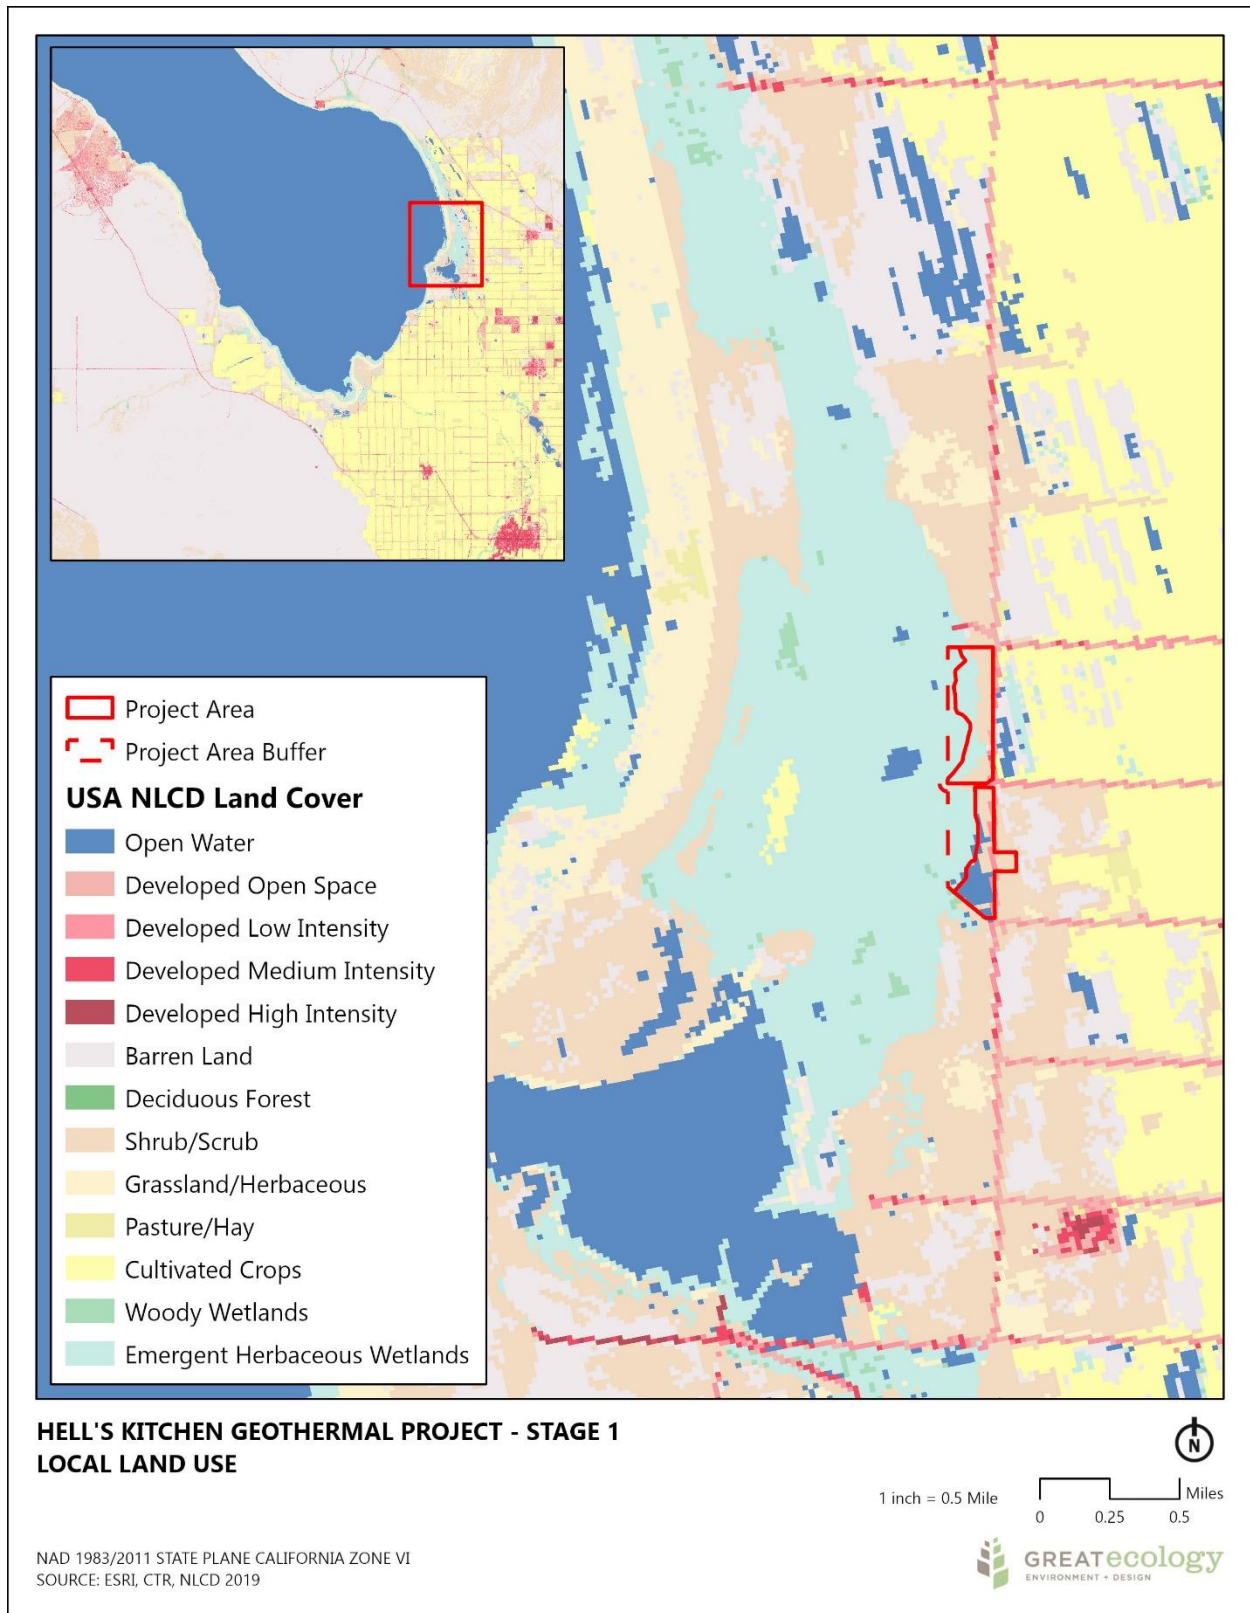 Project Area
Project Area Buffer
USA NLCD Land Cover
Open Water
Developed Open Space
Developed Low Intensity
Developed Medium Intensity
Developed High Intensity
Barren Land
Deciduous Forest
Shrub/Scrub
Grassland/Herbaceous
Pasture/Hay
Cultivated Crops
Woody Wetlands
Emergent Herbaceous Wetlands
HELL'S KITCHEN GEOTHERMAL PROJECT - STAGE 1
LOCAL LAND USE
N
1 inch = 0.5 Mile
Miles
0 0.25 0.5
NAD 1983/2011 STATE PLANE CALIFORNIA ZONE VI
SOURCE: ESRI, CTR, NLCD 2019
GREATecology
ENVIRONMENT + DESIGN